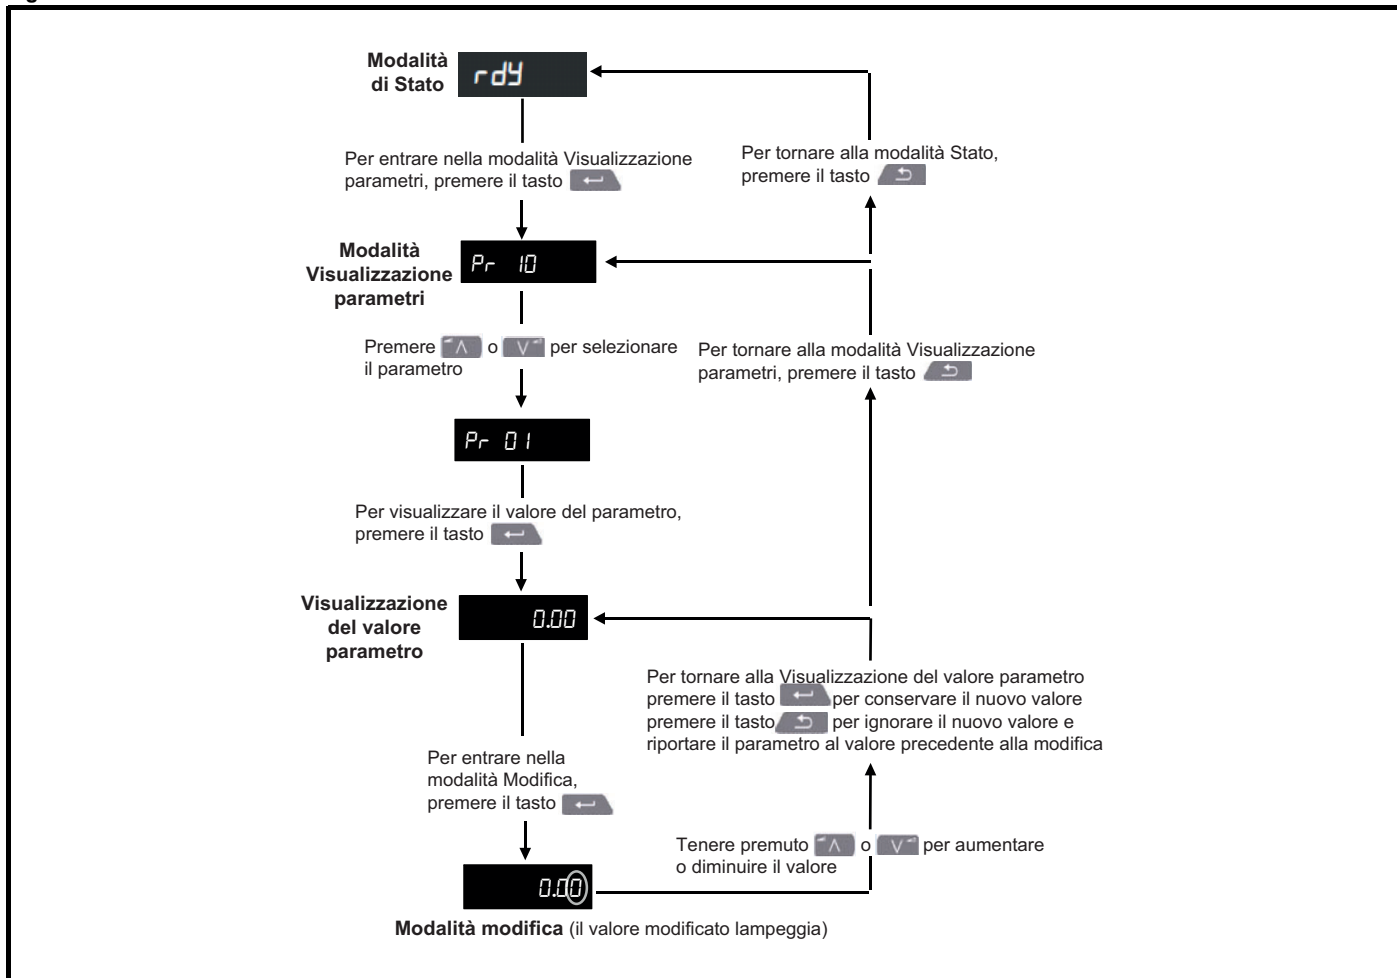 Modalità
di Stato
rdY
Per entrare nella modalità Visualizzazione
parametri, premere il tasto
Per tornare alla modalità Stato,
premere il tasto
Modalità
Visualizzazione
parametri
Pr 10
Premere o per selezionare
il parametro
Per tornare alla modalità Visualizzazione
parametri, premere il tasto
Pr 01
Per visualizzare il valore del parametro,
premere il tasto
Visualizzazione
del valore
parametro
0.00
Per tornare alla Visualizzazione del valore parametro
premere il tasto per conservare il nuovo valore
premere il tasto per ignorare il nuovo valore e
riportare il parametro al valore precedente alla modifica
Per entrare nella
modalità Modifica,
premere il tasto
Tenere premuto o per aumentare
o diminuire il valore
0.00
Modalità modifica (il valore modificato lampeggia)